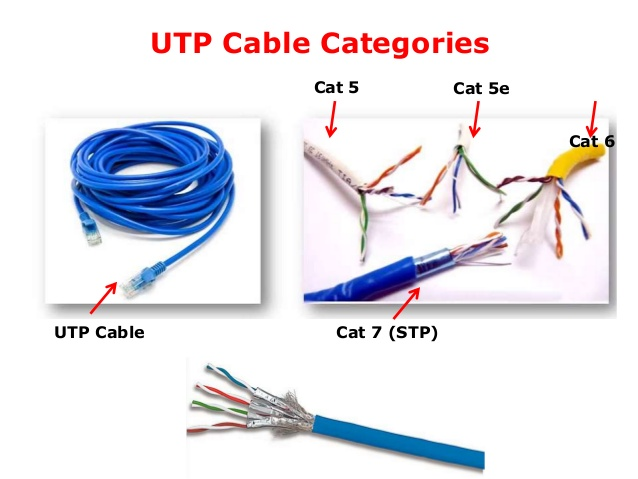 UTP Cable Categories
Cat 5
Cat 5e
Cat 6
UTP Cable
Cat 7 (STP)